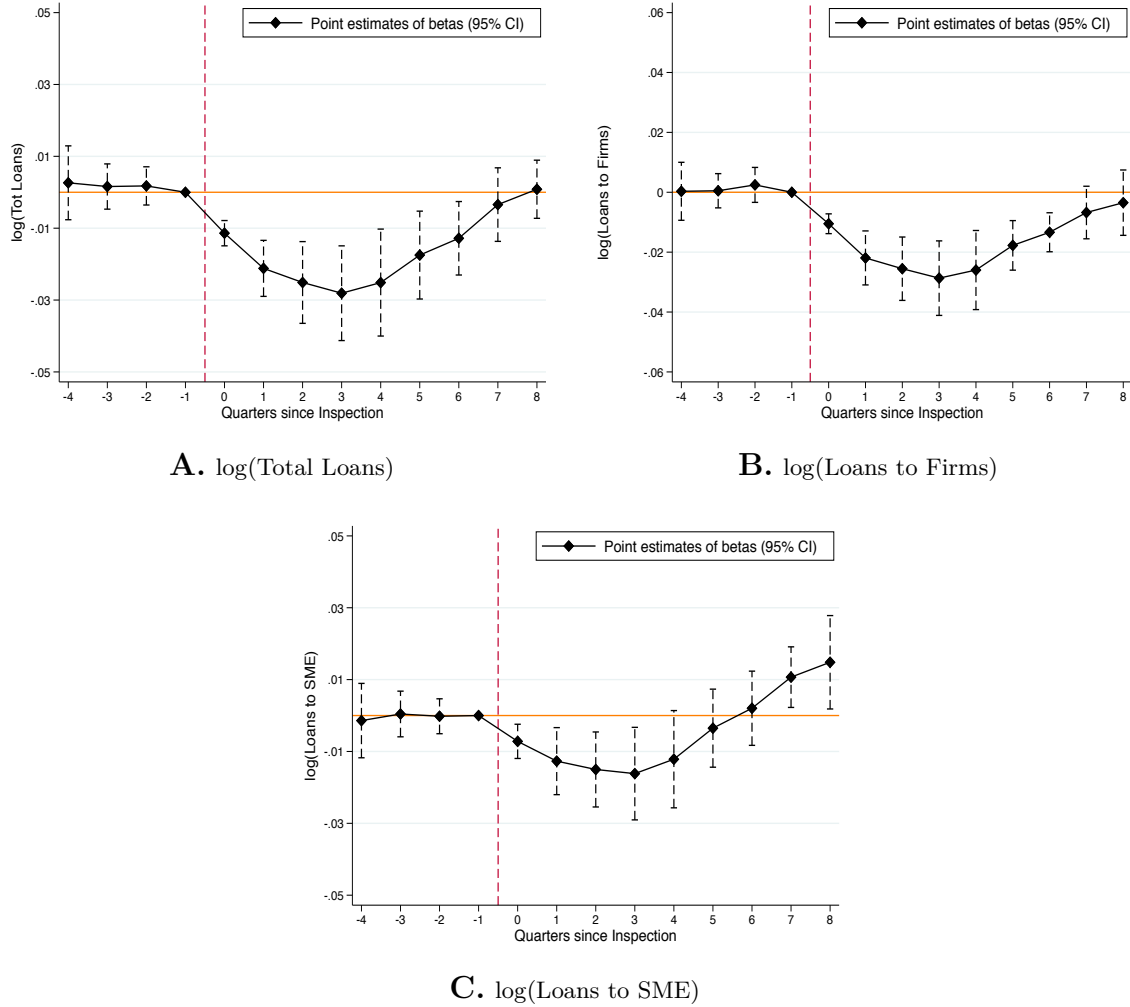 Point estimates of betas (95% CI)
.05
.03
.01
-.01
-.03
-.05
log(Tot Loans)
-4 -3 -2 -1 0 1 2 3 4 5 6 7 8
Quarters since Inspection
A. log(Total Loans)
Point estimates of betas (95% CI)
.06
.04
.02
0
-.02
-.04
-.06
log(Loans to Firms)
-4 -3 -2 -1 0 1 2 3 4 5 6 7 8
Quarters since Inspection
B. log(Loans to Firms)
Point estimates of betas (95% CI)
.05
.03
.01
-.01
-.03
-.05
log(Loans to SME)
-4 -3 -2 -1 0 1 2 3 4 5 6 7 8
Quarters since Inspection
C. log(Loans to SME)